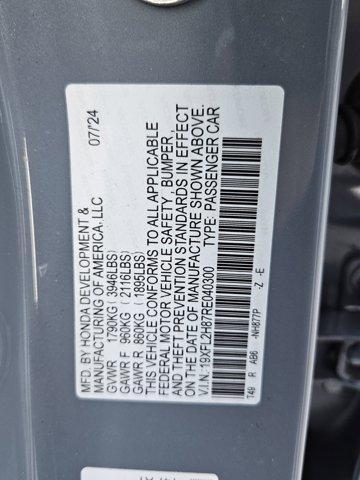 MFD. BY HONDA DEVELOPMENT &
MANUFACTURING OF AMERICA, LLC 07/'24
GVWR 1790KG (3946LBS)
GAWR F 960KG (2116LBS)
GAWR R 860KG (1895LBS)
THIS VEHICLE CONFORMS TO ALL APPLICABLE
FEDERAL MOTOR VEHICLE SAFETY, BUMPER,
AND THEFT PREVENTION STANDARDS IN EFFECT
ON THE DATE OF MANUFACTURE SHOWN ABOVE.
V.I.N: 19XFL2H87RE040300 TYPE: PASSENGER CAR
T49 R AB6 -NH877P -Z -E